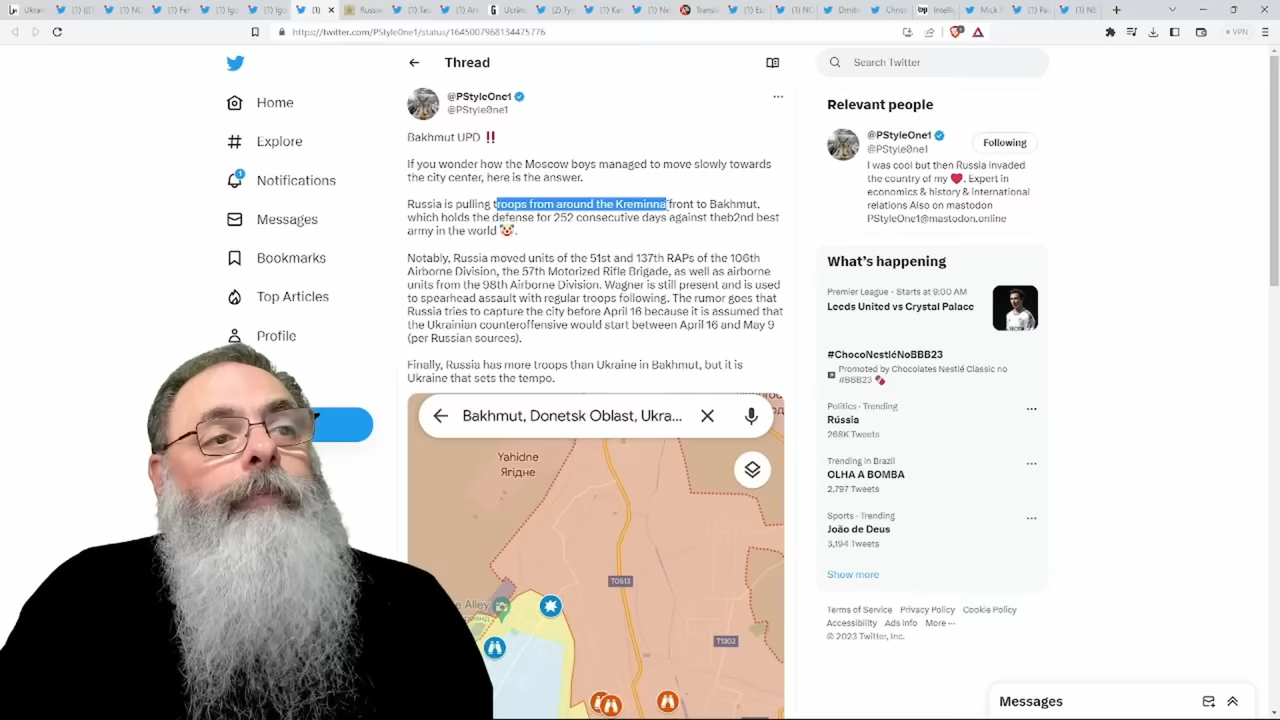 https://twitter.com/PStyle0ne1/status/1645007968134475776
VPN
Home
Explore
1
Notifications
Messages
Bookmarks
Top Articles
Profile
Thread
@PStyleOne1
@PStyle0ne1
Bakhmut UPD ‼️
If you wonder how the Moscow boys managed to move slowly towards
the city center, here is the answer.
Russia is pulling troops from around the Kreminna front to Bakhmut.
which holds the defense for 252 consecutive days against theb2nd best
army in the world 🤡.
Notably, Russia moved units of the 51st and 137th RAPs of the 106th
Airborne Division, the 57th Motorized Rifle Brigade, as well as airborne
units from the 98th Airborne Division. Wagner is still present and is used
to spearhead assault with regular troops following. The rumor goes that
Russia tries to capture the city before April 16 because it is assumed that
the Ukrainian counteroffensive would start between April 16 and May 9
(per Russian sources).
Finally, Russia has more troops than Ukraine in Bakhmut, but it is
Ukraine that sets the tempo.
Bakhmut, Donetsk Oblast, Ukra...
Yahidne
Ягідне
T0513
e Alley
T1302
Search Twitter
Relevant people
@PStyleOne1
@PStyle0ne1
Following
I was cool but then Russia invaded
the country of my ❤️. Expert in
economics & history & international
relations Also on mastodon
PStyleOne1@mastodon.online
What's happening
Premier League · Starts at 9:00 AM
Leeds United vs Crystal Palace
#ChocoNestléNoBBB23
Promoted by Chocolates Nestlé Classic no
#BBB23
Politics · Trending
Rússia
268K Tweets
Trending in Brazil
OLHA A BOMBA
2,797 Tweets
Sports · Trending
João de Deus
3,194 Tweets
Show more
Terms of Service Privacy Policy Cookie Policy
Accessibility Ads info More ···
© 2023 Twitter, Inc.
Messages